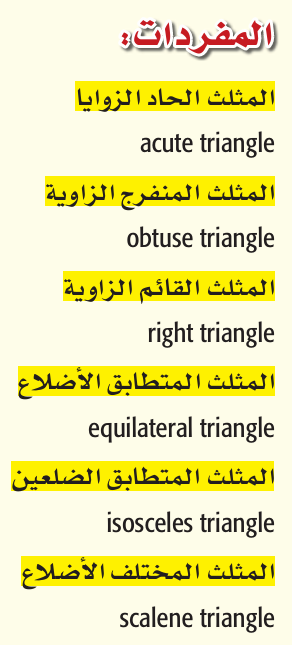 المفردات:
المثلث الحاد الزوايا
acute triangle
المثلث المنفرج الزاوية
obtuse triangle
المثلث القائم الزاوية
right triangle
المثلث المتطابق الأضلاع
equilateral triangle
المثلث المتطابق الضلعين
isosceles triangle
المثلث المختلف الأضلاع
scalene triangle